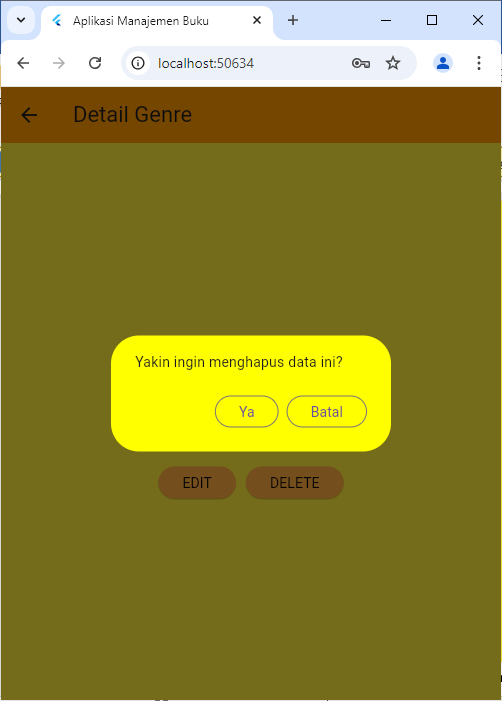 Aplikasi Manajemen Buku
localhost:50634
Detail Genre
Yakin ingin menghapus data ini?
Ya Batal
EDIT DELETE